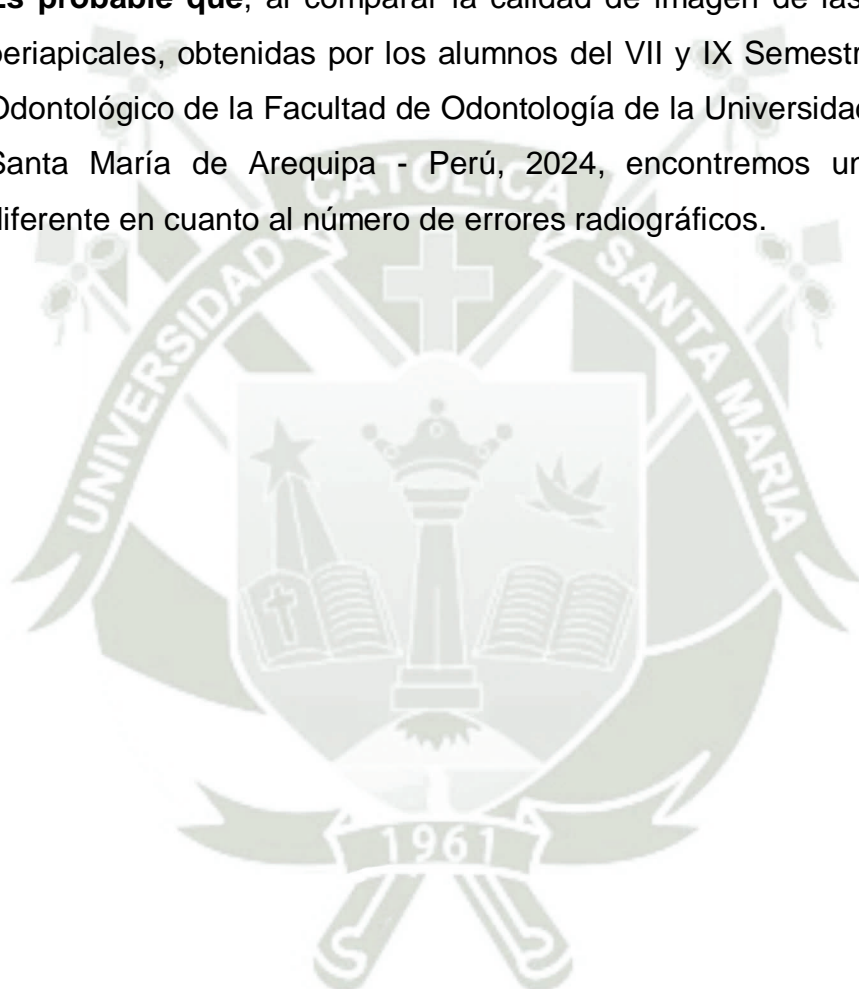 Es probable que, al comparar la calidad de imagen de las
periapicales, obtenidas por los alumnos del VII y IX Semestr
Odontológico de la Facultad de Odontología de la Universidad
Santa María de Arequipa - Perú, 2024, encontremos un
diferente en cuanto al número de errores radiográficos.
UNIVERSIDAD CATOLICA SANTA MARIA
1961